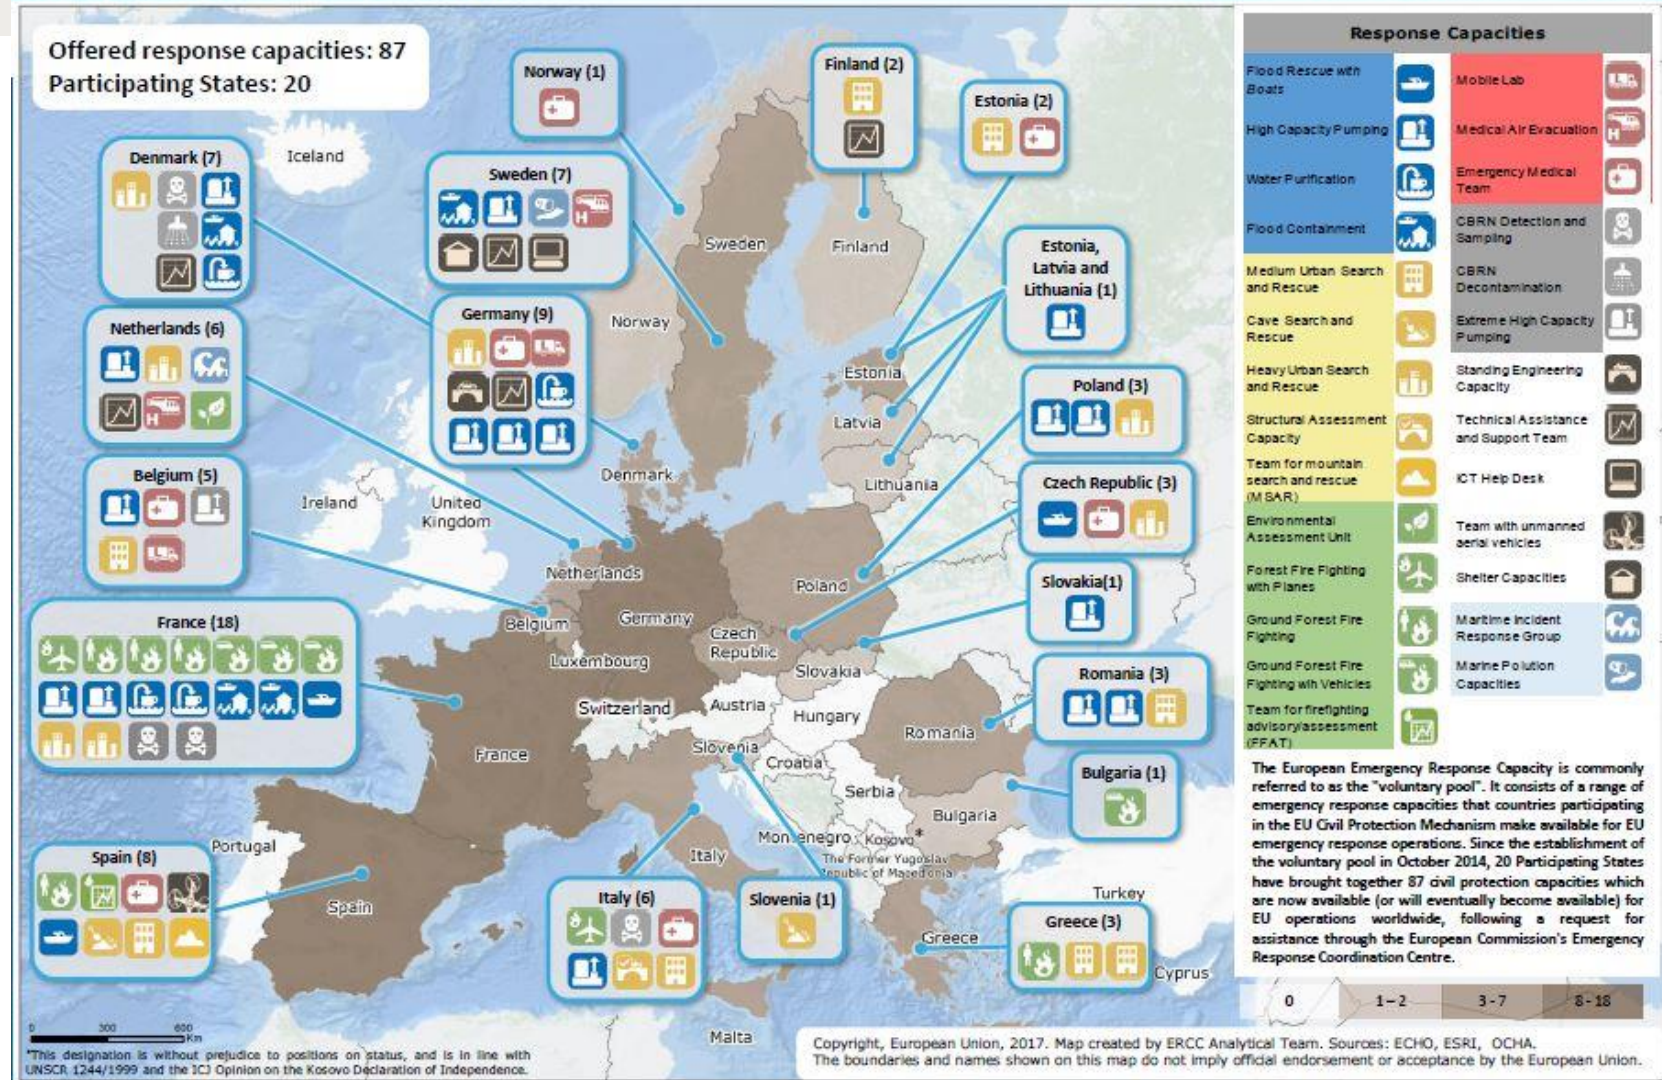 Offered response capacities: 87
Participating States: 20
Norway (1)
Finland (2)
Estonia (2)
Denmark (7)
Sweden (7)
Estonia,
Latvia and
Lithuania (1)
Netherlands (6)
Germany (9)
Poland (3)
Belgium (5)
Czech Republic (3)
Slovakia(1)
France (18)
Romania (3)
Bulgaria (1)
Spain (8)
Italy (6)
Slovenia (1)
Greece (3)
Iceland
Sweden
Finland
Norway
Estonia
Latvia
Lithuania
Denmark
Ireland
United
Kingdom
Netherlands
Poland
Belgium
Germany
Czech
Republic
Luxembourg
Slovakia
Switzerland
Austria
Hungary
Romania
France
Slovenia
Croatia
Serbia
Bulgaria
Montenegro
Kosovo *
The Former Yugoslav
Republic of Macedonia
Portugal
Italy
Spain
Turkey
Greece
Cyprus
Malta
Response Capacities
Flood Rescue with
Boats
High Capacity Pumping
Water Purification
Flood Containment
Medium Urban Search
and Rescue
Cave Search and
Rescue
Heavy Urban Search
and Rescue
Structural Assessment
Capacity
Team for mountain
search and rescue
(MSAR)
Environmental
Assessment Unit
Forest Fire Fighting
with Planes
Ground Forest Fire
Fighting
Ground Forest Fire
Fighting wih Vehicles
Team for firefighting
advisory/assessment
(FFAT)
Mobile Lab
Medical Air Evacuation
Emergency Medical
Team
CBRN Detection and
Sampling
CBRN
Decontamination
Extreme High Capacity
Pumping
Standing Engineering
Capacity
Technical Assistance
and Support Team
ICT Help Desk
Team with unmanned
aerial vehicles
Shelter Capacities
Maritime Incident
Response Group
Marine Polution
Capacities
The European Emergency Response Capacity is commonly
referred to as the "voluntary pool". It consists of a range of
emergency response capacities that countries participating
in the EU Civil Protection Mechanism make available for EU
emergency response operations. Since the establishment of
the voluntary pool in October 2014, 20 Participating States
have brought together 87 civil protection capacities which
are now available (or will eventually become available) for
EU operations worldwide, following a request for
assistance through the European Commission's Emergency
Response Coordination Centre.
0 1-2 3-7 8-18
0 300 600
Km
*This designation is without prejudice to positions on status, and is in line with
UNSCR 1244/1999 and the ICJ Opinion on the Kosovo Declaration of Independence.
Copyright, European Union, 2017. Map created by ERCC Analytical Team. Sources: ECHO, ESRI, OCHA.
The boundaries and names shown on this map do not imply official endorsement or acceptance by the European Union.